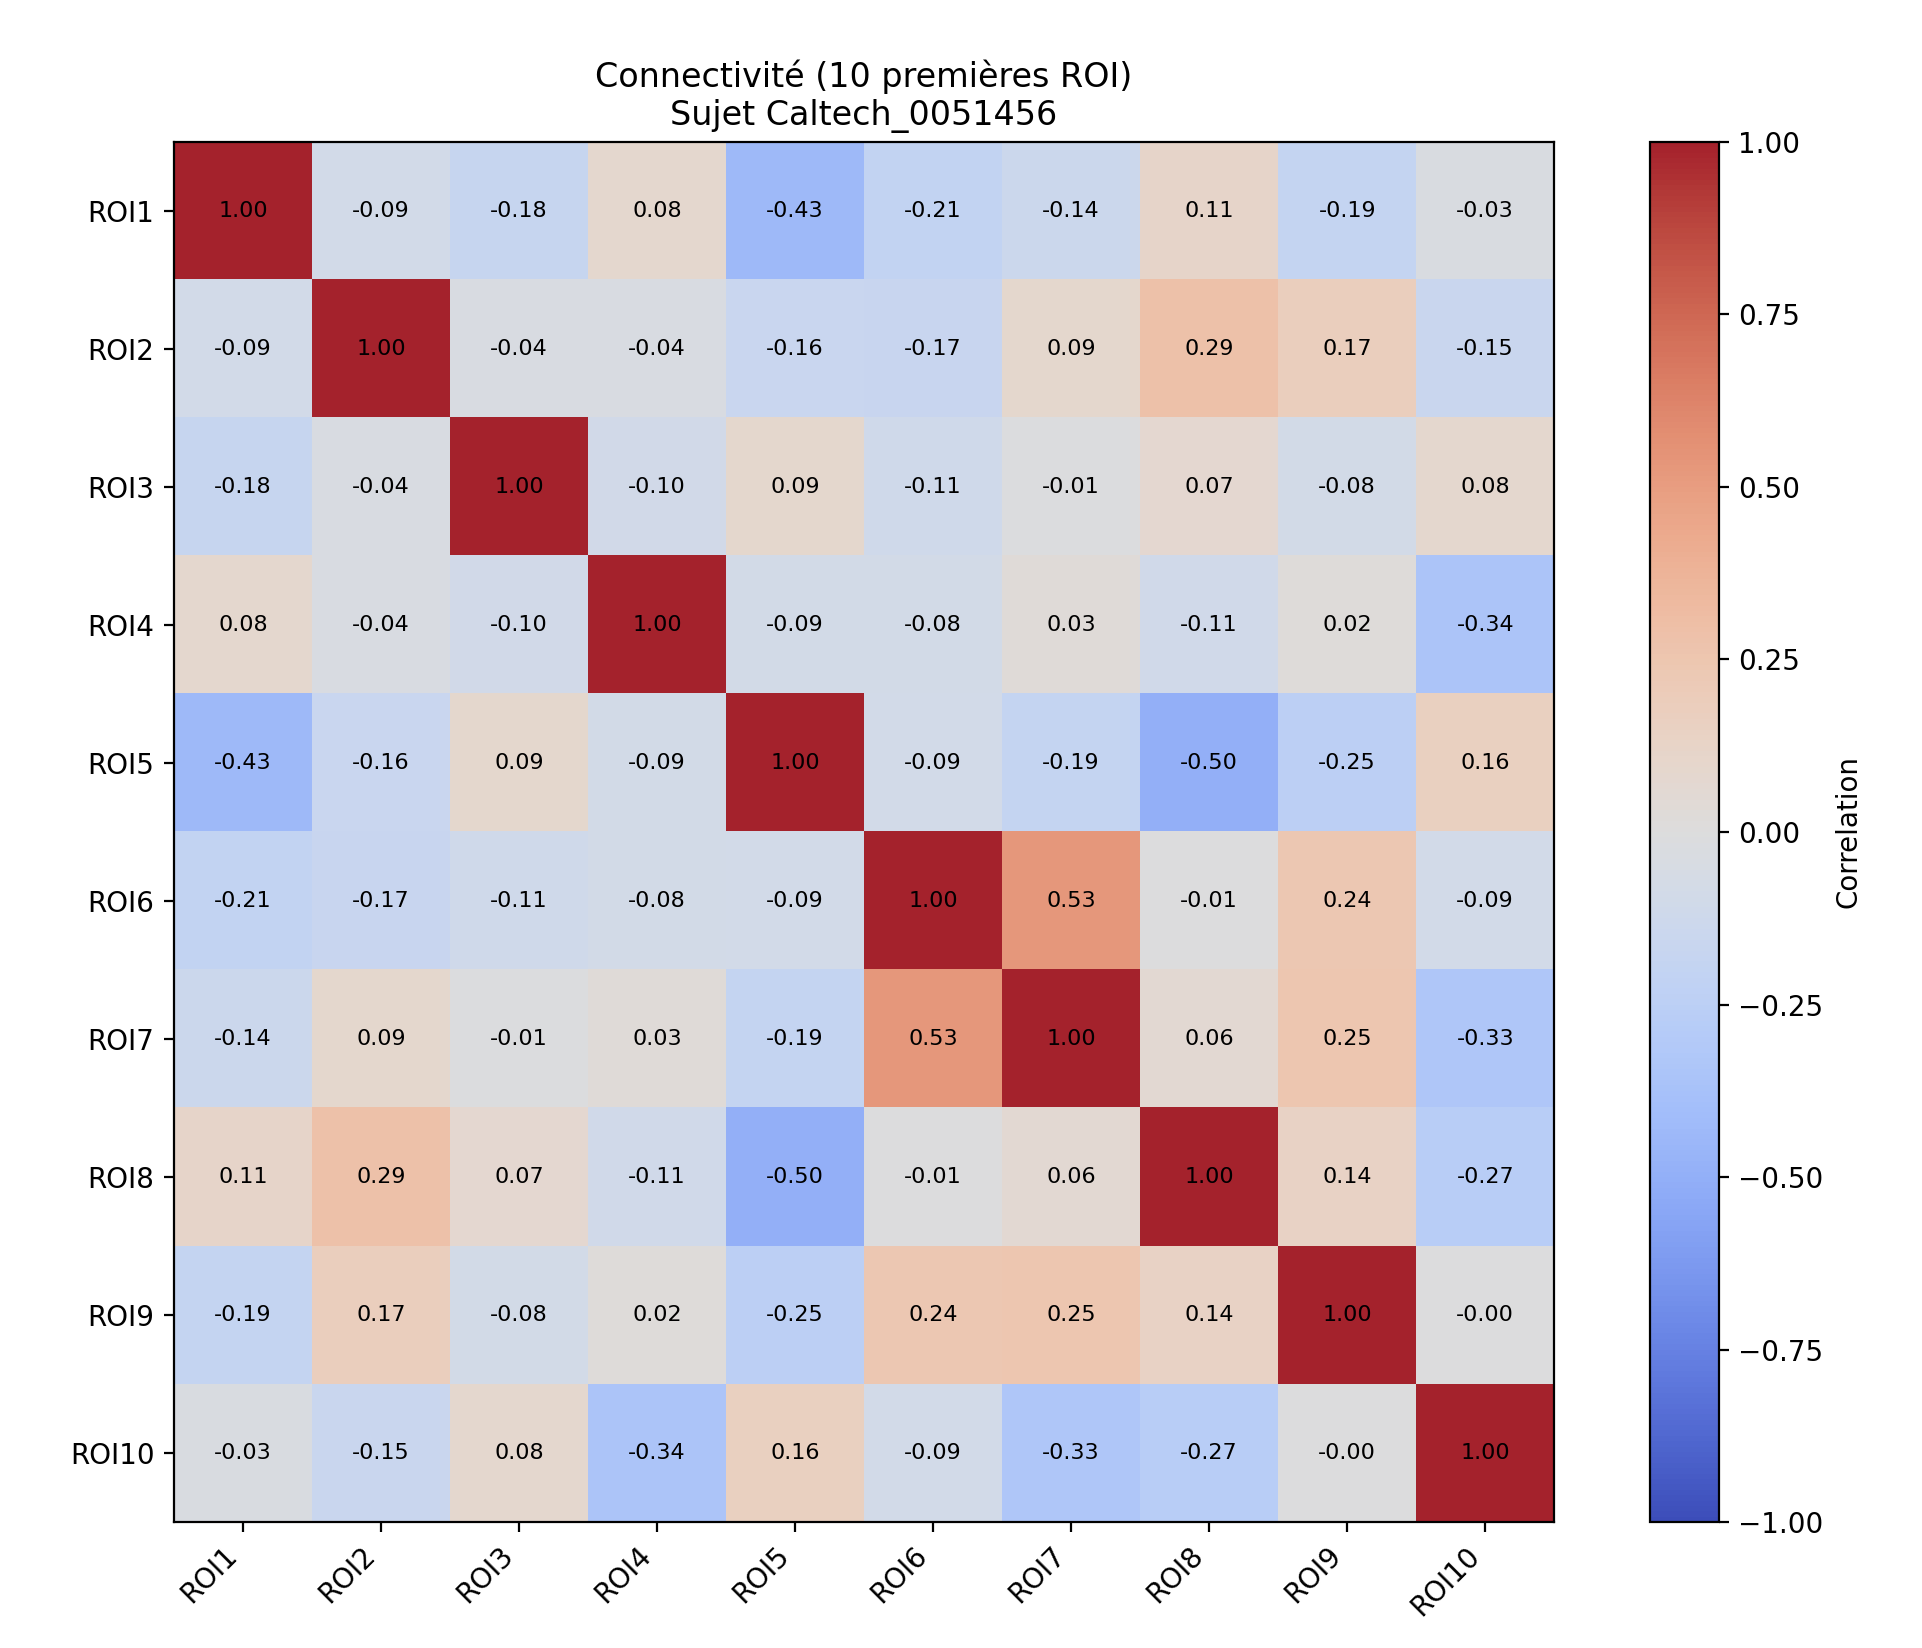 Connectivité (10 premières ROI)
Sujet Caltech_0051456
ROI1 1.00 -0.09 -0.18 0.08 -0.43 -0.21 -0.14 0.11 -0.19 -0.03
ROI2 -0.09 1.00 -0.04 -0.04 -0.16 -0.17 0.09 0.29 0.17 -0.15
ROI3 -0.18 -0.04 1.00 -0.10 0.09 -0.11 -0.01 0.07 -0.08 0.08
ROI4 0.08 -0.04 -0.10 1.00 -0.09 -0.08 0.03 -0.11 0.02 -0.34
ROI5 -0.43 -0.16 0.09 -0.09 1.00 -0.09 -0.19 -0.50 -0.25 0.16
ROI6 -0.21 -0.17 -0.11 -0.08 -0.09 1.00 0.53 -0.01 0.24 -0.09
ROI7 -0.14 0.09 -0.01 0.03 -0.19 0.53 1.00 0.06 0.25 -0.33
ROI8 0.11 0.29 0.07 -0.11 -0.50 -0.01 0.06 1.00 0.14 -0.27
ROI9 -0.19 0.17 -0.08 0.02 -0.25 0.24 0.25 0.14 1.00 -0.00
ROI10 -0.03 -0.15 0.08 -0.34 0.16 -0.09 -0.33 -0.27 -0.00 1.00
ROI1 ROI2 ROI3 ROI4 ROI5 ROI6 ROI7 ROI8 ROI9 ROI10
1.00
0.75
0.50
0.25
0.00
−0.25
−0.50
−0.75
−1.00
Correlation